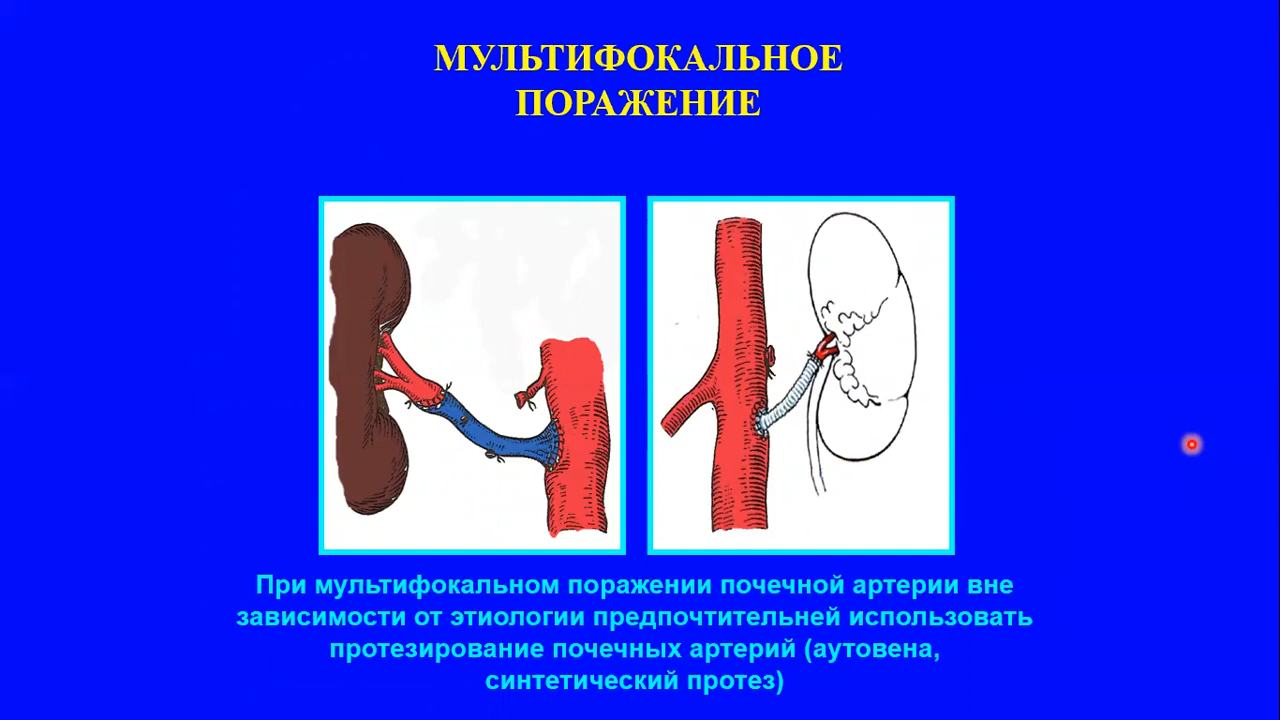 МУЛЬТИФОКАЛЬНОЕ
ПОРАЖЕНИЕ
При мультифокальном поражении почечной артерии вне
зависимости от этиологии предпочтительней использовать
протезирование почечных артерий (аутовена,
синтетический протез)